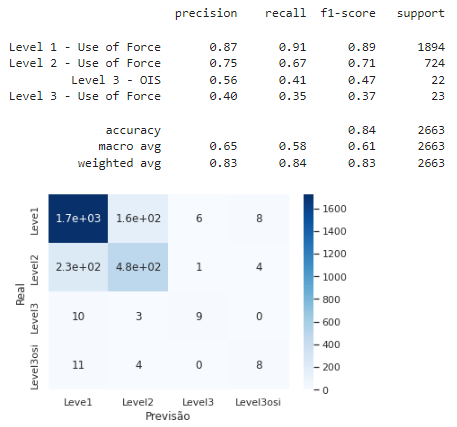 precision recall f1-score support
Level 1 - Use of Force 0.87 0.91 0.89 1894
Level 2 - Use of Force 0.75 0.67 0.71 724
Level 3 - OIS 0.56 0.41 0.47 22
Level 3 - Use of Force 0.40 0.35 0.37 23
accuracy 0.84 2663
macro avg 0.65 0.58 0.61 2663
weighted avg 0.83 0.84 0.83 2663
Real
Leve1 1.7e+03 1.6e+02 6 8
Level2 2.3e+02 4.8e+02 1 4
Level3 10 3 9 0
Level3osi 11 4 0 8
Leve1 Level2 Level3 Level3osi
Previsão
1600
1400
1200
1000
800
600
400
200
0